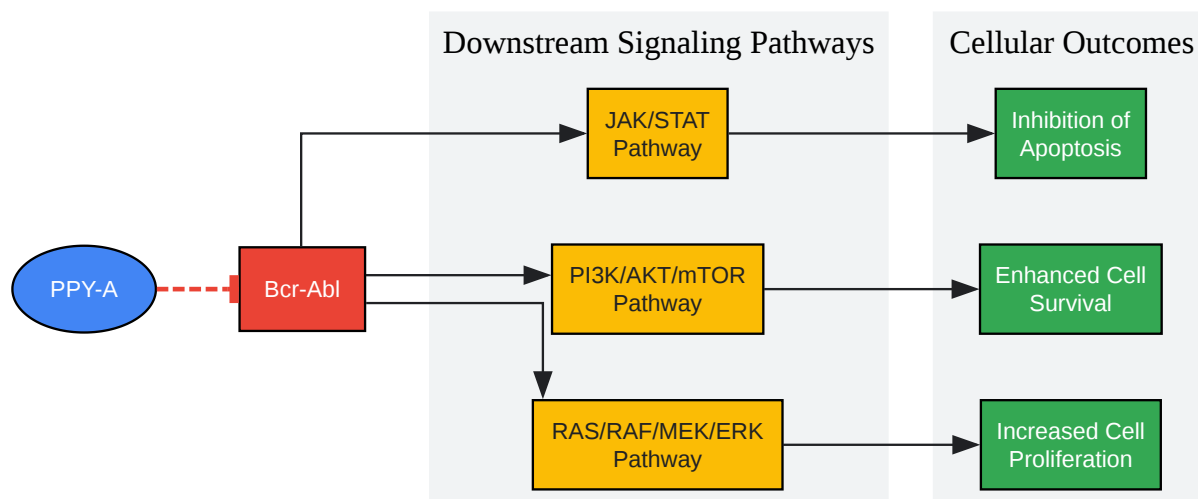 Downstream Signaling Pathways
Cellular Outcomes
JAK/STAT
Pathway
Inhibition of
Apoptosis
PPY-A
Bcr-Abl
PI3K/AKT/mTOR
Pathway
Enhanced Cell
Survival
RAS/RAF/MEK/ERK
Pathway
Increased Cell
Proliferation